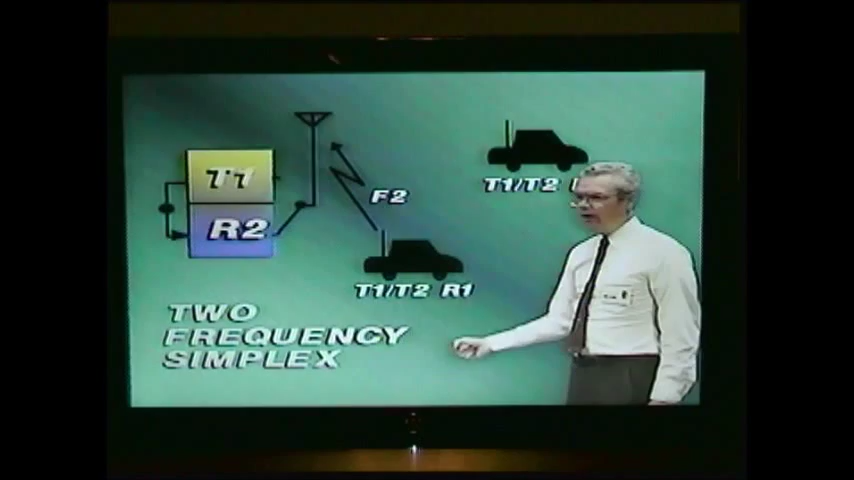 T1
R2
F2
T1/T2
T1/T2 R1
TWO
FREQUENCY
SIMPLEX